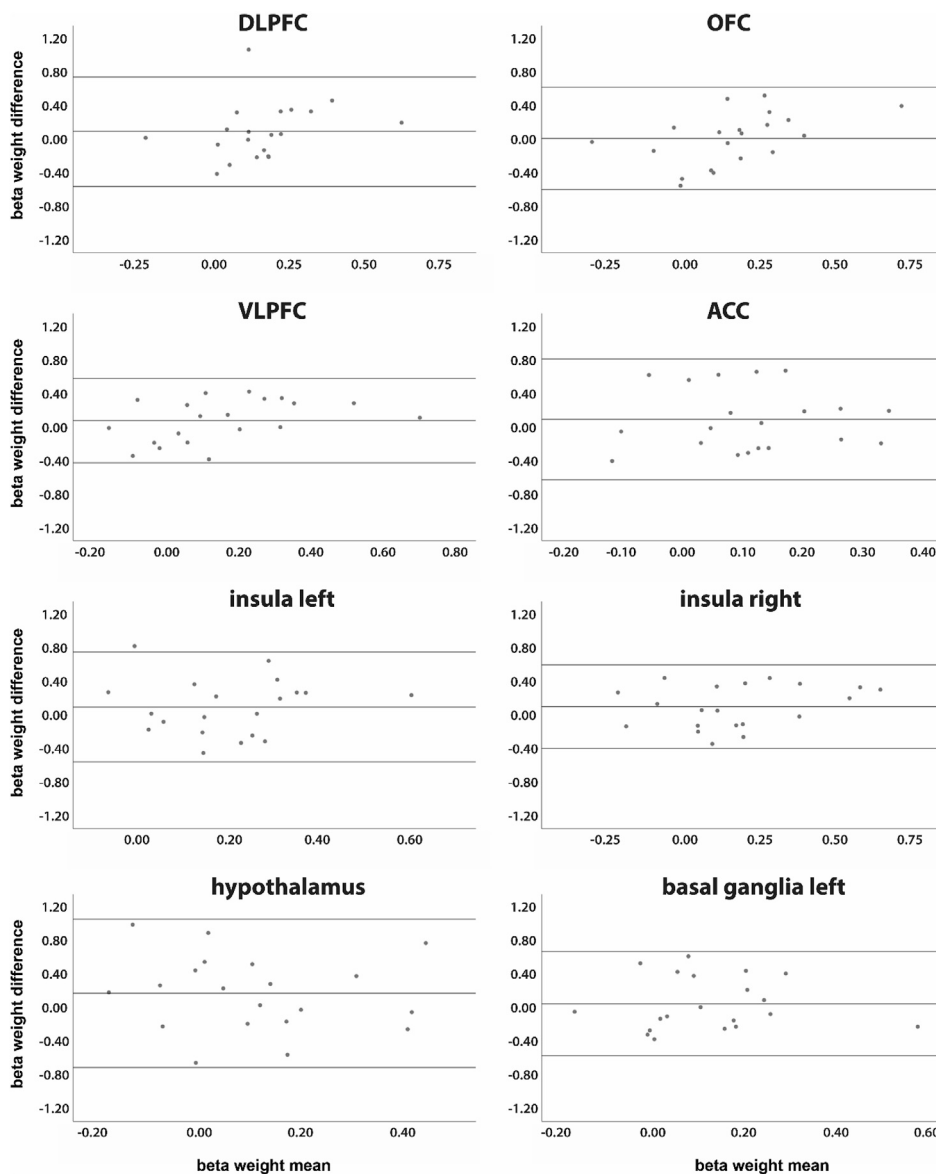 DLPFC
beta weight difference
1.20
0.80
0.40
0.00
-0.40
-0.80
-1.20
-0.25 0.00 0.25 0.75
OFC
1.20
0.80
0.40
0.00
-0.40
-0.80
-1.20
-0.25 0.00 0.25 0.75
VLPFC
beta weight difference
1.20
0.80
0.40
0.00
-0.40
-0.80
-1.20
-0.20 0.00 0.20 0.40 0.60 0.80
ACC
1.20
0.80
0.40
0.00
-0.40
-0.80
-1.20
-0.20 -0.10 0.00 0.10 0.20 0.30 0.40
insula left
beta weight difference
1.20
0.80
0.40
0.00
-0.40
-0.80
-1.20
0.00 0.20 0.40 0.60
insula right
1.20
0.80
0.40
0.00
-0.40
-0.80
-1.20
-0.25 0.00 0.25 0.50 0.75
hypothalamus
beta weight difference
1.20
0.80
0.40
0.00
-0.40
-0.80
-1.20
-0.20 0.00 0.20 0.40
beta weight mean
basal ganglia left
1.20
0.80
0.40
0.00
-0.40
-0.80
-1.20
-0.20 0.00 0.20 0.40 0.60
beta weight mean